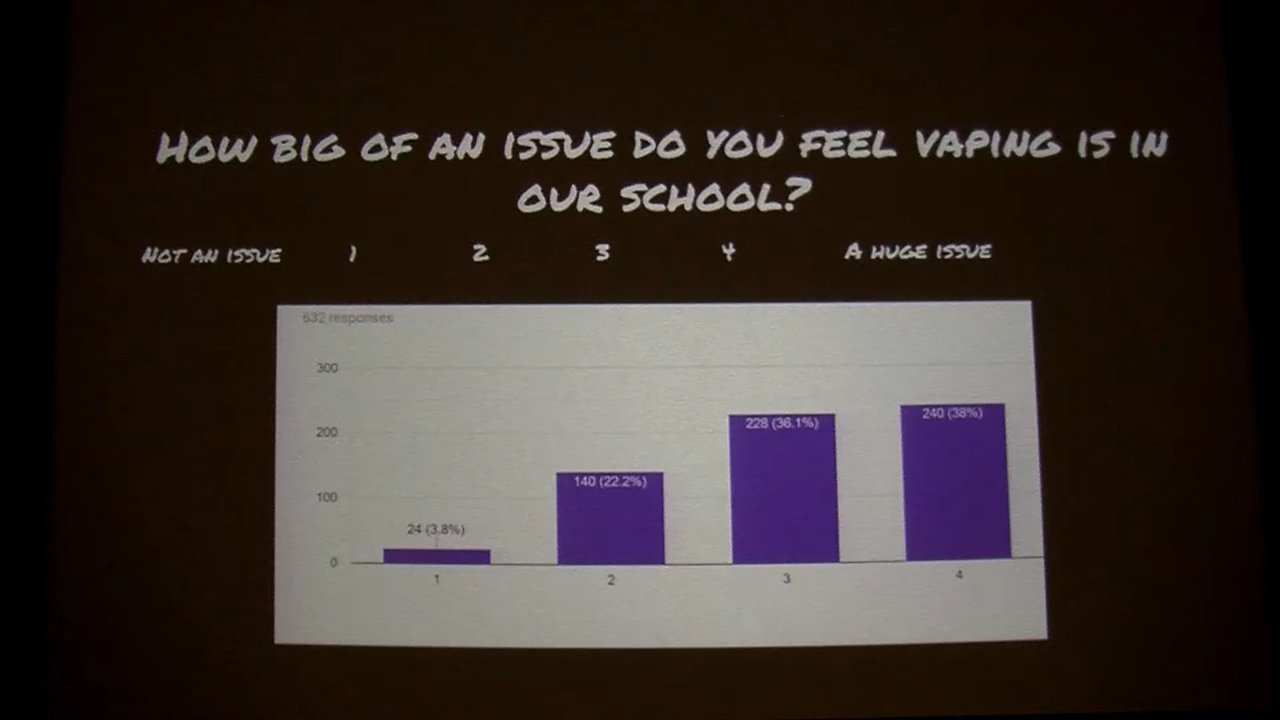 HOW BIG OF AN ISSUE DO YOU FEEL VAPING IS IN
OUR SCHOOL?
NOT AN ISSUE 1 2 3 4 A HUGE ISSUE
632 responses
300
200
100
0
24 (3.8%)
140 (22.2%)
228 (36.1%)
240 (38%)
1 2 3 4